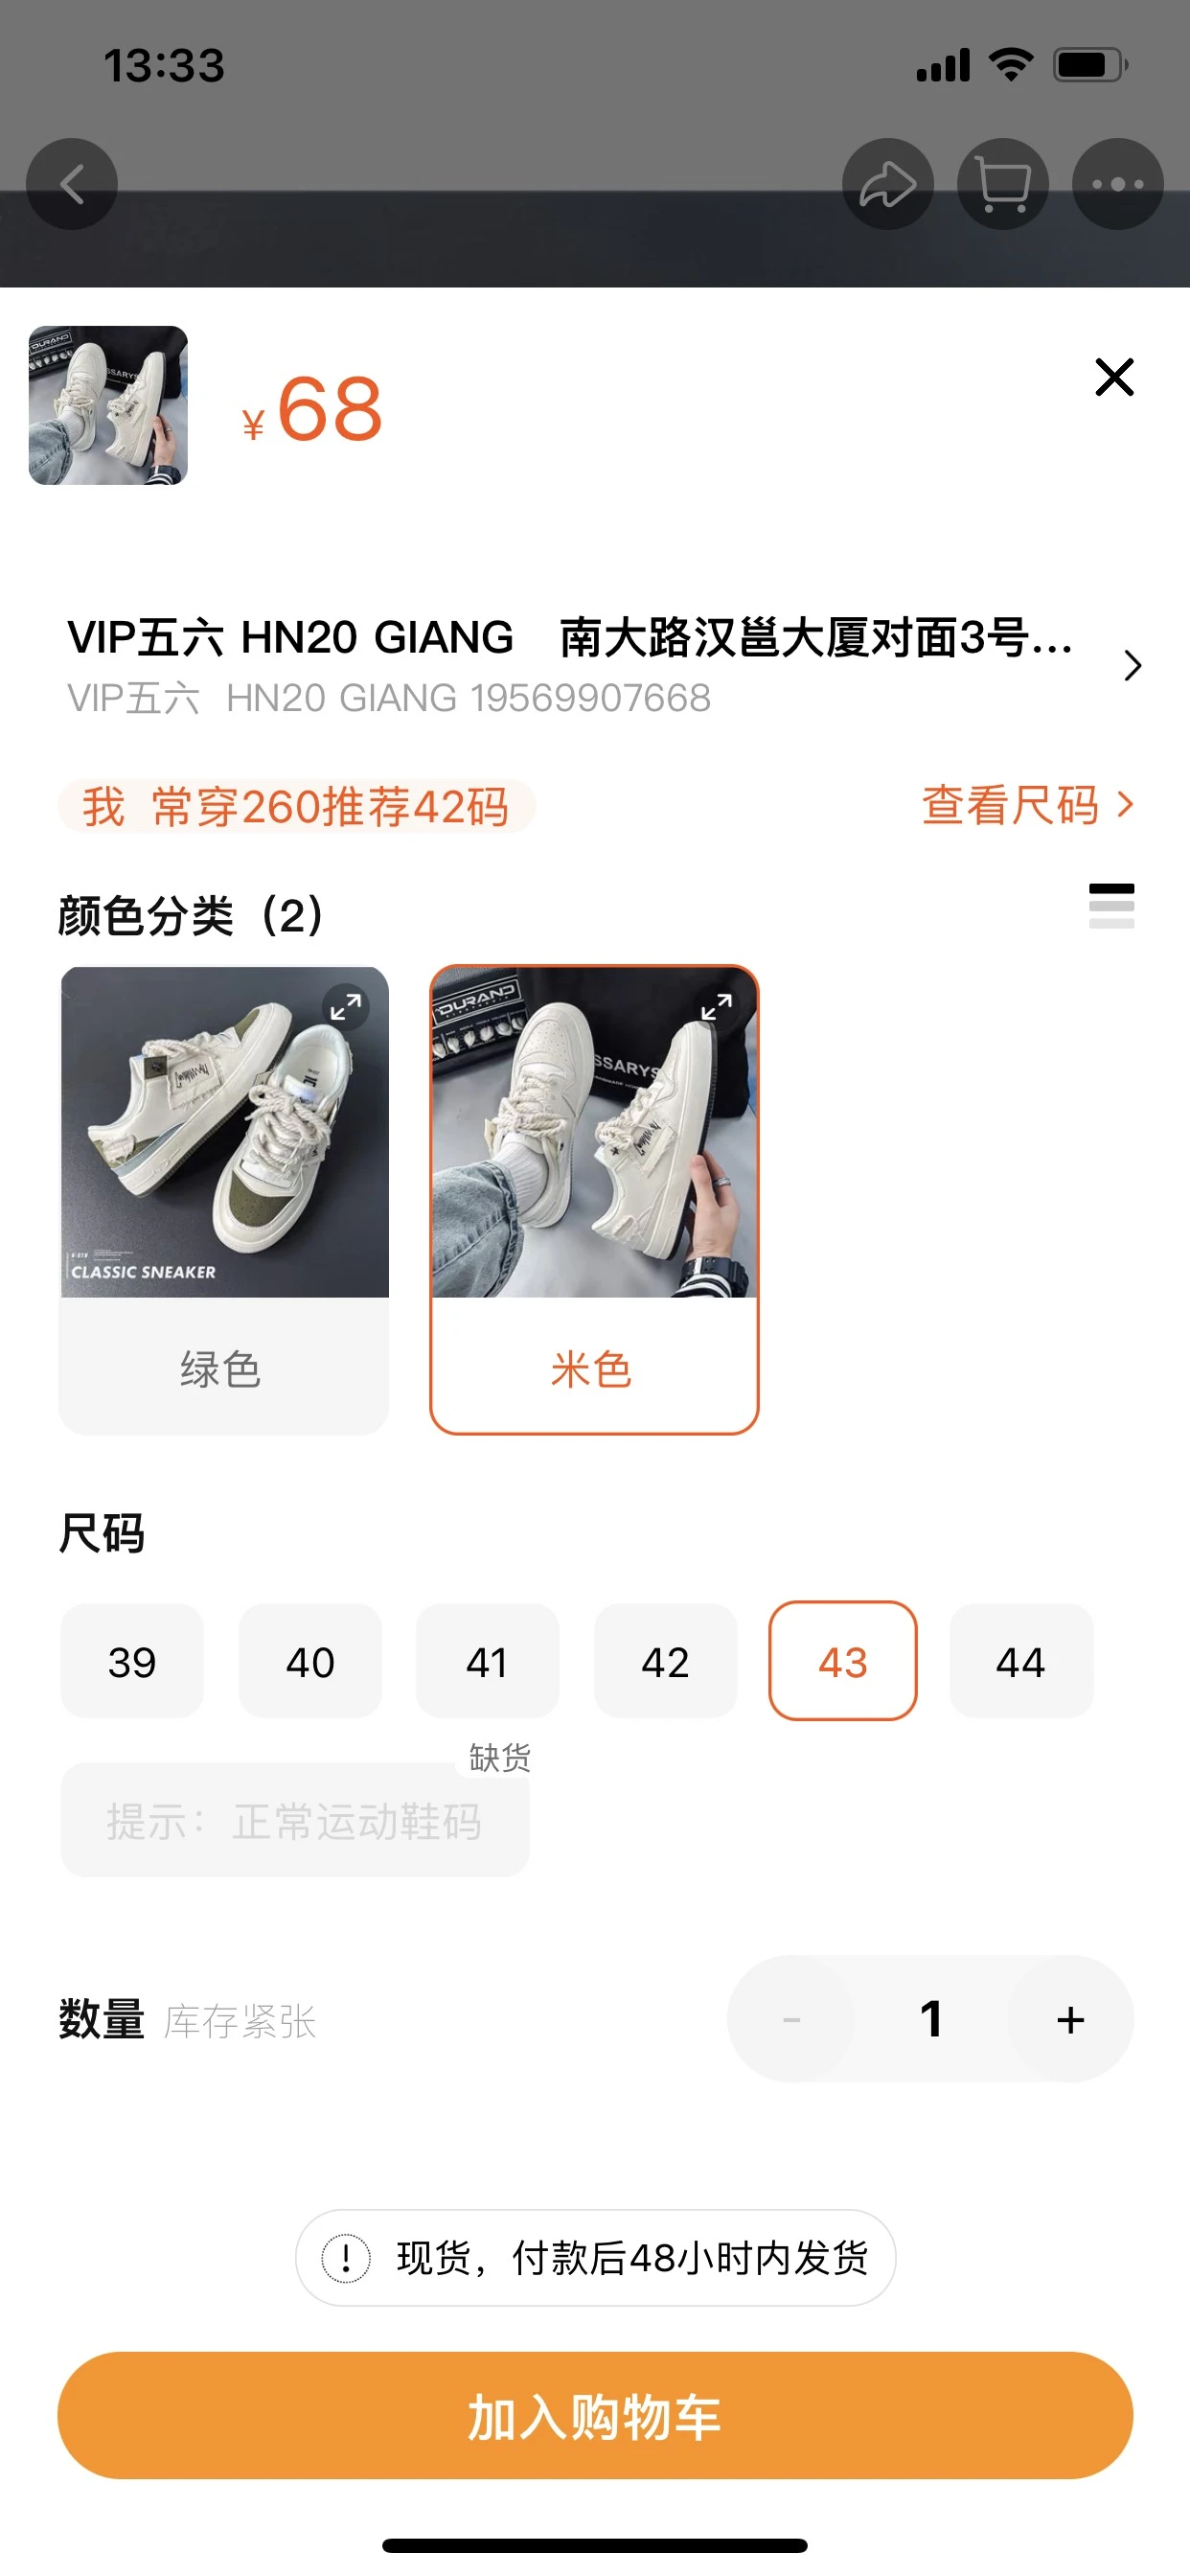 13:33
¥68
VIP五六 HN20 GIANG 南大路汉邕大厦对面3号...
VIP五六 HN20 GIANG 19569907668
我 常穿260推荐42码
查看尺码
颜色分类（2）
DURAND
SSARYS
CLASSIC SNEAKER
绿色
米色
尺码
39
40
41
42
43
44
缺货
提示：正常运动鞋码
数量 库存紧张
-
1
+
现货，付款后48小时内发货
加入购物车